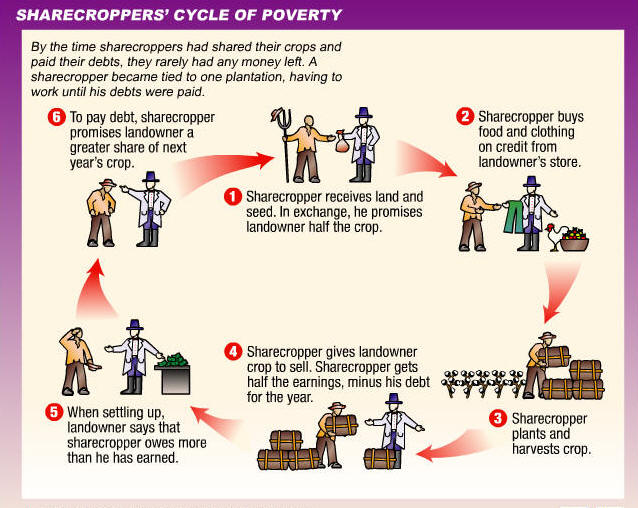 SHARECROPPERS' CYCLE OF POVERTY
By the time sharecroppers had shared their crops and
paid their debts, they rarely had any money left. A
sharecropper became tied to one plantation, having to
work until his debts were paid.
1 Sharecropper receives land and
seed. In exchange, he promises
landowner half the crop.
2 Sharecropper buys
food and clothing
on credit from
landowner's store.
3 Sharecropper
plants and
harvests crop.
4 Sharecropper gives landowner
crop to sell. Sharecropper gets
half the earnings, minus his debt
for the year.
5 When settling up,
landowner says that
sharecropper owes more
than he has earned.
6 To pay debt, sharecropper
promises landowner a
greater share of next
year's crop.